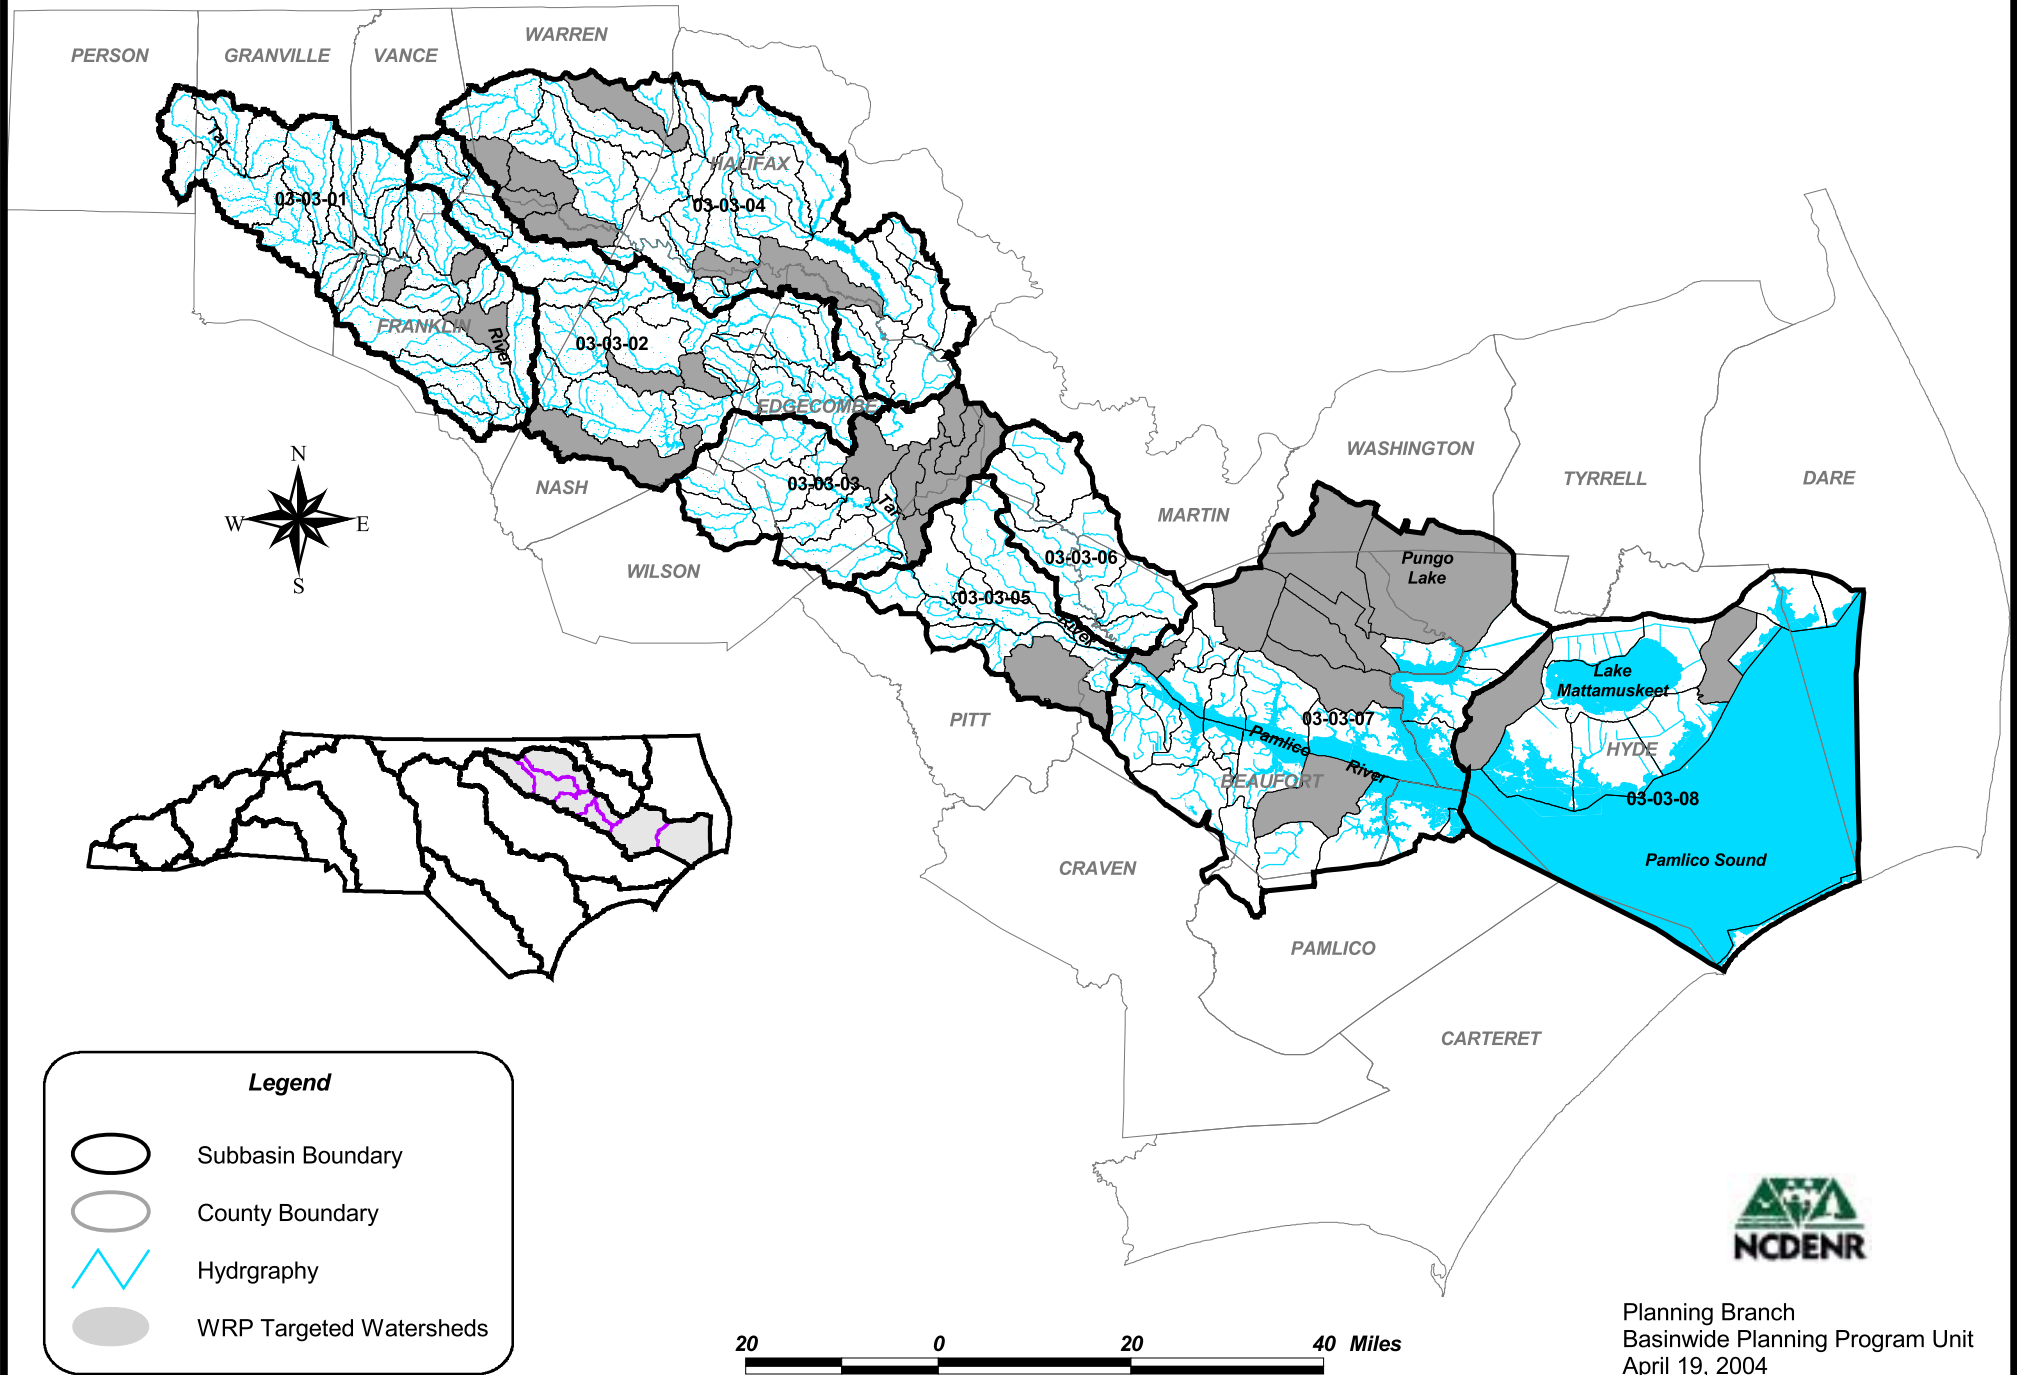 WARREN
PERSON
GRANVILLE
VANCE
Tar
HALIFAX
03-03-01
03-03-04
FRANKLIN
River
03-03-02
EDGECOMBE
N
W
E
S
NASH
03-03-03
Tar
WASHINGTON
TYRRELL
DARE
MARTIN
WILSON
03-03-06
03-03-05
River
Pungo
Lake
Lake
Mattamuskeet
PITT
03-03-07
Pamlico
River
BEAUFORT
HYDE
03-03-08
Pamlico Sound
CRAVEN
PAMLICO
CARTERET
Legend
Subbasin Boundary
County Boundary
Hydrgraphy
WRP Targeted Watersheds
20 0 20 40 Miles
NCDENR
Planning Branch
Basinwide Planning Program Unit
April 19, 2004